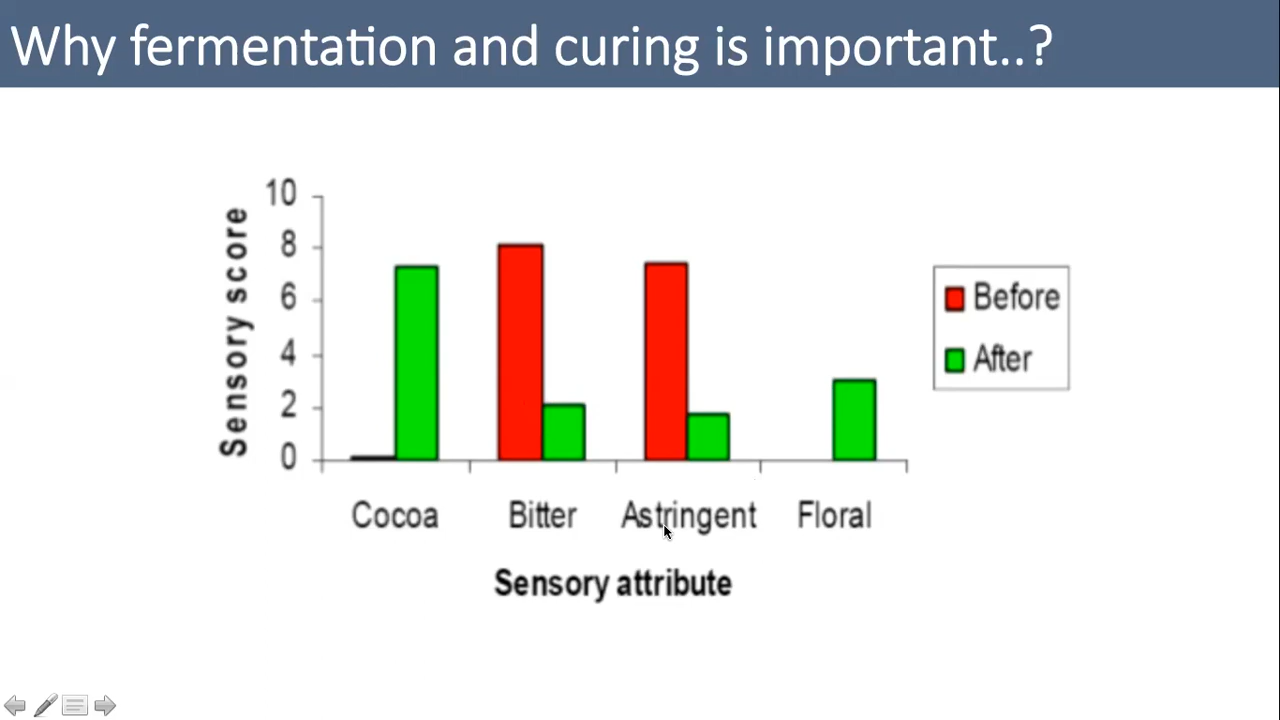 Why fermentation and curing is important..?
Sensory score
10
8
6
4
2
0
Before
After
Cocoa Bitter Astringent Floral
Sensory attribute